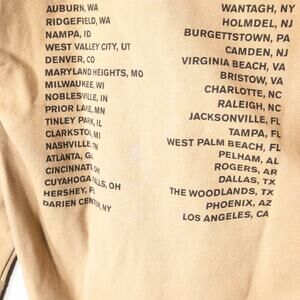 AUBURN, WA
RIDGEFIELD, WA
NAMPA, ID
WEST VALLEY CITY, UT
DENVER, CO
MARYLAND HEIGHTS, MO
MILWAUKEE, WI
NOBLESVILLE, IN
PRIOR LAKE, MN
TINLEY PARK, IL
CLARKSTON, MI
NASHVILLE, TN
ATLANTA, GA
CINCINNATI, OH
CUYAHOGA FALLS, OH
HERSHEY, PA
DARIEN CENTER, NY
WANTAGH, NY
HOLMDEL, NJ
BURGETTSTOWN, PA
CAMDEN, NJ
VIRGINIA BEACH, VA
BRISTOW, VA
CHARLOTTE, NC
RALEIGH, NC
JACKSONVILLE, FL
TAMPA, FL
WEST PALM BEACH, FL
PELHAM, AL
ROGERS, AR
DALLAS, TX
THE WOODLANDS, TX
PHOENIX, AZ
LOS ANGELES, CA